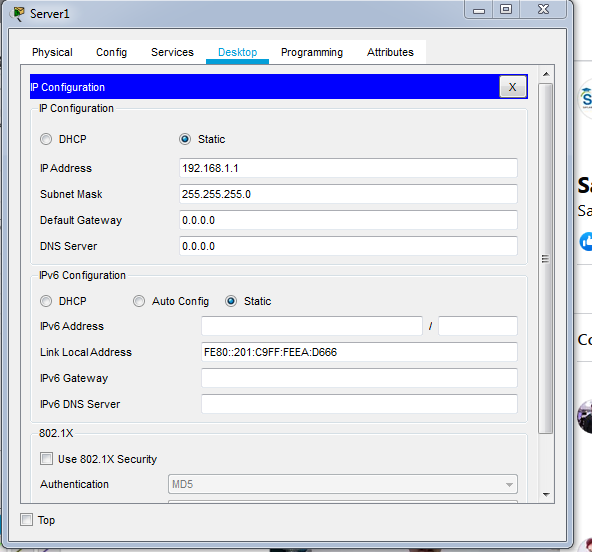 Server1
Physical Config Services Desktop Programming Attributes
IP Configuration X
IP Configuration
DHCP Static
IP Address 192.168.1.1
Subnet Mask 255.255.255.0
Default Gateway 0.0.0.0
DNS Server 0.0.0.0
IPv6 Configuration
DHCP Auto Config Static
IPv6 Address /
Link Local Address FE80::201:C9FF:FEEA:D666
IPv6 Gateway
IPv6 DNS Server
802.1X
Use 802.1X Security
Authentication MD5
Top
S
Sa
Sa
Co